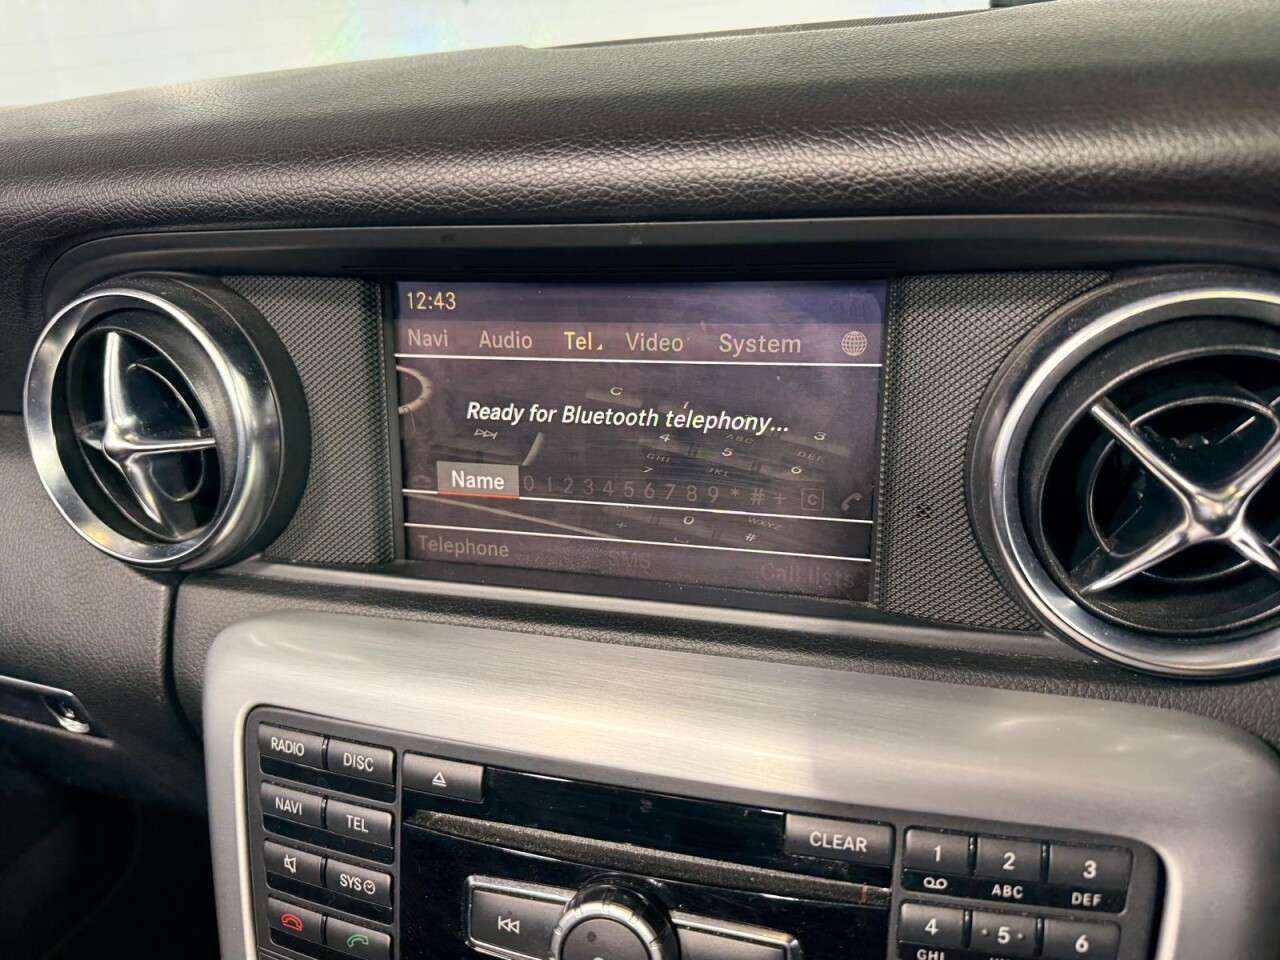 12:43
Navi Audio Tel Video System
Ready for Bluetooth telephony...
Name 0 1 2 3 4 5 6 7 8 9 * # + C
Telephone SMS Call lists
RADIO DISC
NAVI TEL
SYS
CLEAR
1 2 3
ABC DEF
4 5 6
GHI